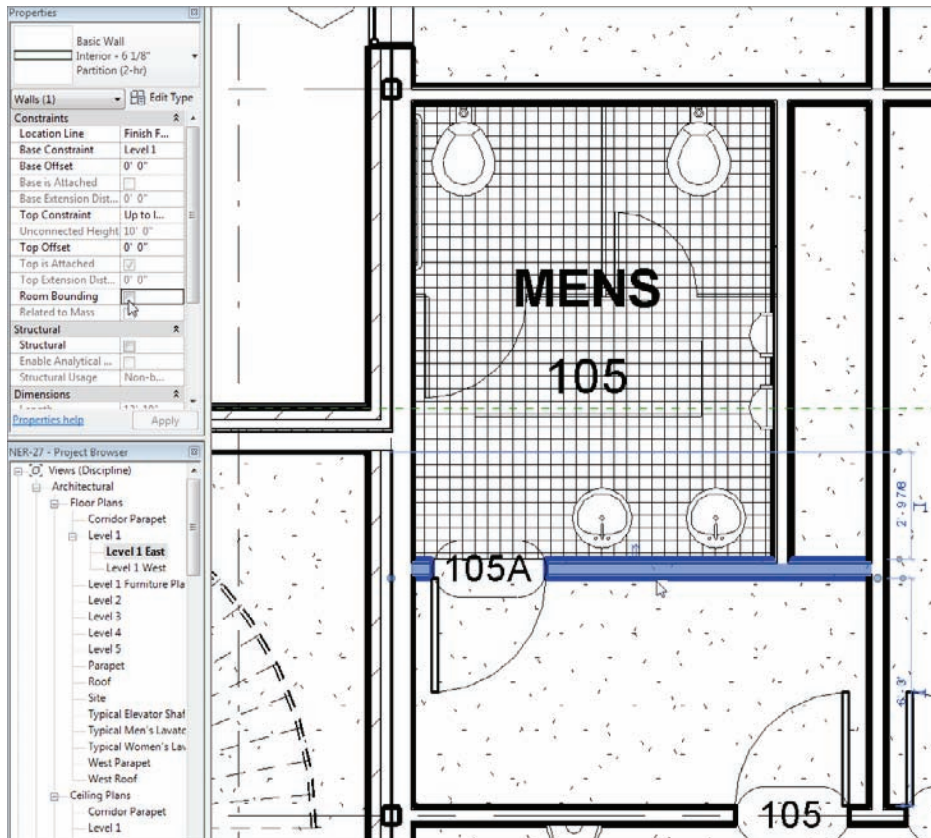 Properties
Basic Wall
Interior - 6 1/8"
Partition (2-hr)
Walls (1)
Edit Type
Constraints
Location Line Finish F...
Base Constraint Level 1
Base Offset 0' 0"
Base is Attached
Base Extension Dist... 0' 0"
Top Constraint Up to l...
Unconnected Height 10' 0"
Top Offset 0' 0"
Top is Attached
Top Extension Dist... 0' 0"
Room Bounding
Related to Mass
Structural
Structural
Enable Analytical ...
Structural Usage Non-b...
Dimensions
Properties help
Apply
NER-27 - Project Browser
Views (Discipline)
Architectural
Floor Plans
Corridor Parapet
Level 1
Level 1 East
Level 1 West
Level 1 Furniture Pla
Level 2
Level 3
Level 4
Level 5
Parapet
Roof
Site
Typical Elevator Shaf
Typical Men's Lavato
Typical Women's Lav
West Parapet
West Roof
Ceiling Plans
Corridor Parapet
Level 1
MENS
105
105A
105